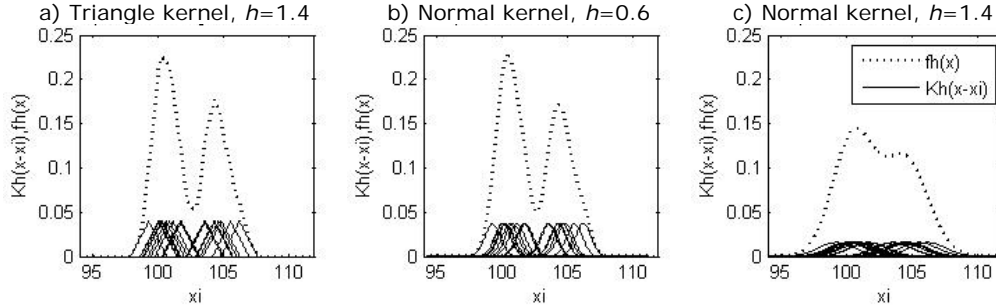 a) Triangle kernel, h=1.4
b) Normal kernel, h=0.6
c) Normal kernel, h=1.4
0.25
0.2
0.15
0.1
0.05
0
Kh(x-xi),fh(x)
95
100
105
110
xi
0.25
0.2
0.15
0.1
0.05
0
Kh(x-xi),fh(x)
95
100
105
110
xi
0.25
0.2
0.15
0.1
0.05
0
Kh(x-xi),fh(x)
95
100
105
110
xi
fh(x)
Kh(x-xi)